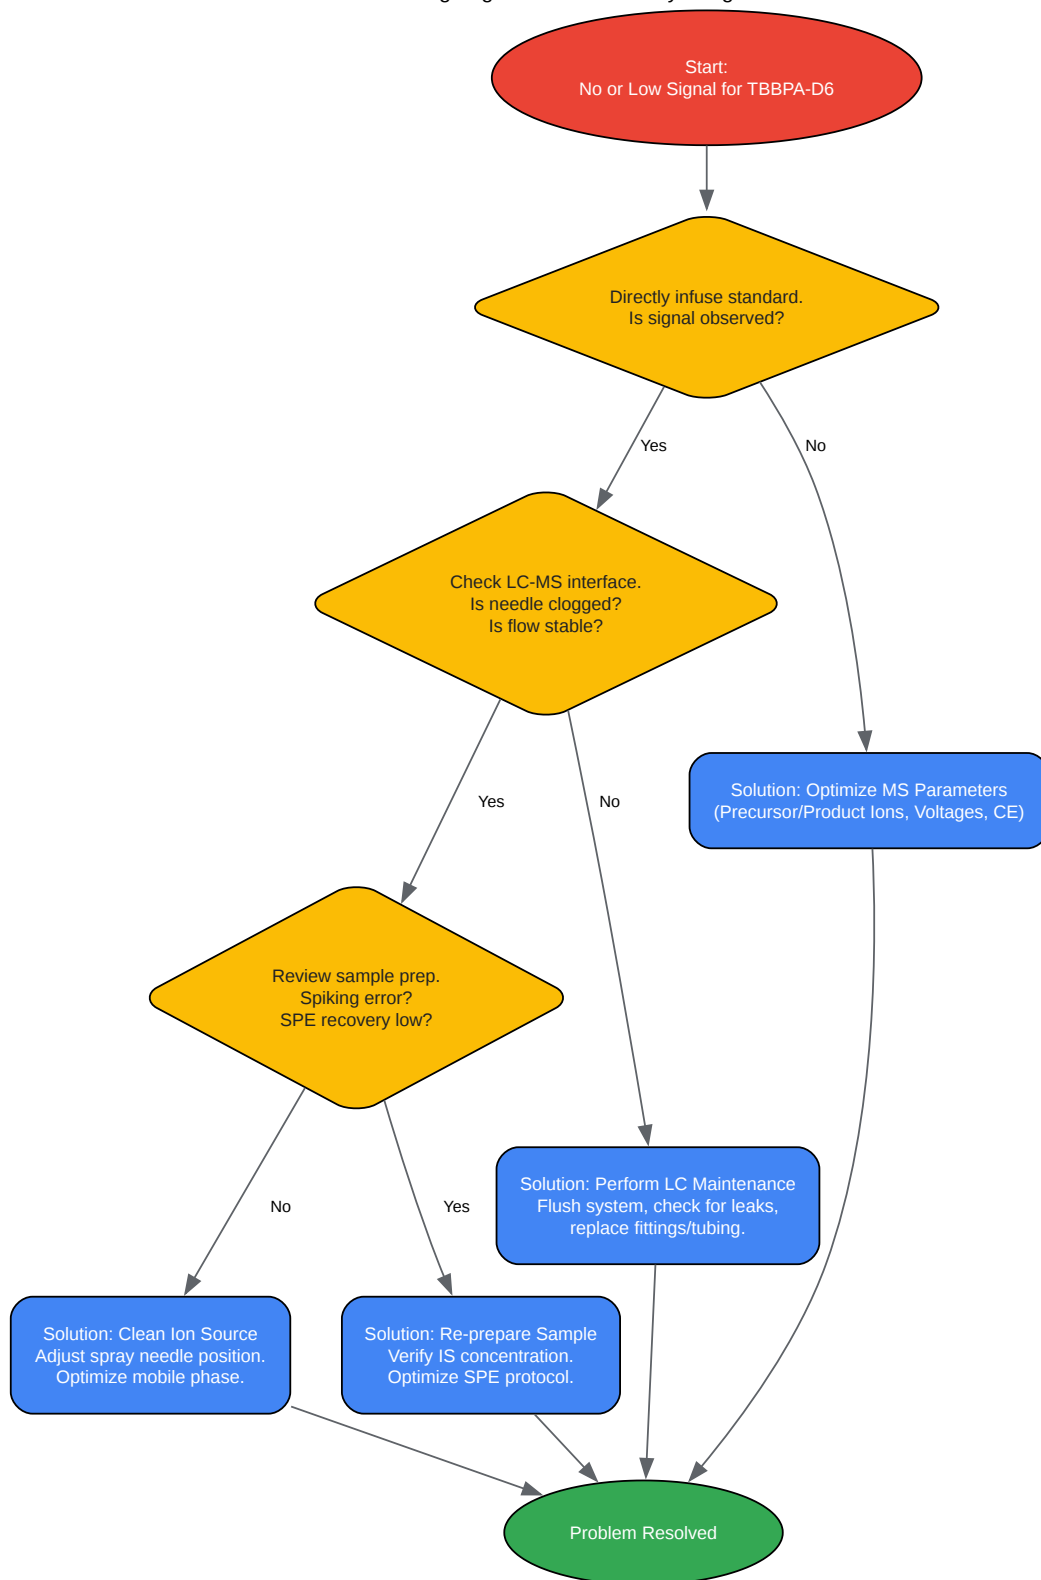 Start:
No or Low Signal for TBBPA-D6
Directly infuse standard.
Is signal observed?
Yes
No
Check LC-MS interface.
Is needle clogged?
Is flow stable?
Solution: Optimize MS Parameters
(Precursor/Product Ions, Voltages, CE)
Yes
No
Review sample prep.
Spiking error?
SPE recovery low?
Solution: Perform LC Maintenance
Flush system, check for leaks,
replace fittings/tubing.
No
Yes
Solution: Clean Ion Source
Adjust spray needle position.
Optimize mobile phase.
Solution: Re-prepare Sample
Verify IS concentration.
Optimize SPE protocol.
Problem Resolved